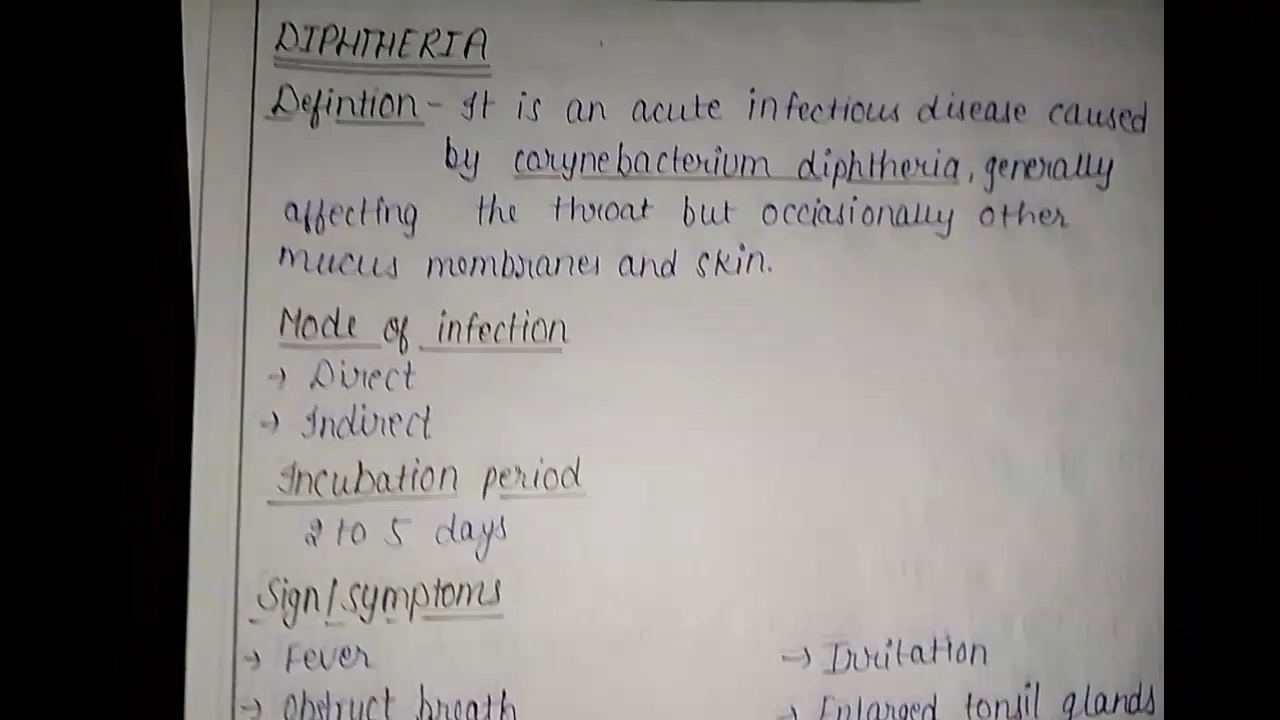 DIPHTHERIA
Defintion - It is an acute infectious disease caused
by corynebacterium diphtheria, generally
affecting the throat but occiasionally other
mucus mombranes and skin.
Mode of infection
→ Direct
→ Indirect
Incubation period
2 to 5 days
Sign/symptoms
→ Fever → Irritation
→ Obstruct breath → Enlarged tonsil glands